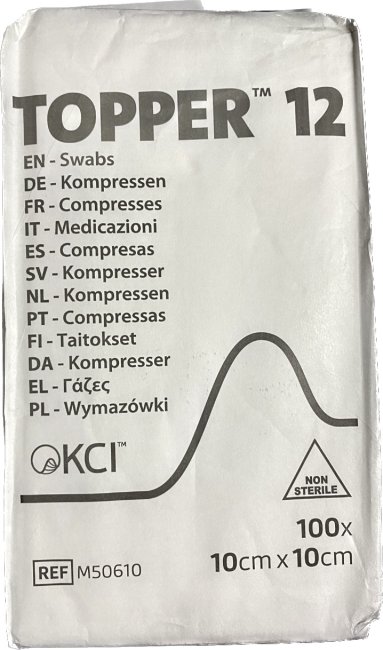 TOPPER™ 12
EN - Swabs
DE - Kompressen
FR - Compresses
IT - Medicazioni
ES - Compresas
SV - Kompresser
NL - Kompressen
PT - Compressas
FI - Taitokset
DA - Kompresser
EL - Γάζες
PL - Wymazówki
KCI™
NON
STERILE
100x
10cm x 10cm
REF M50610